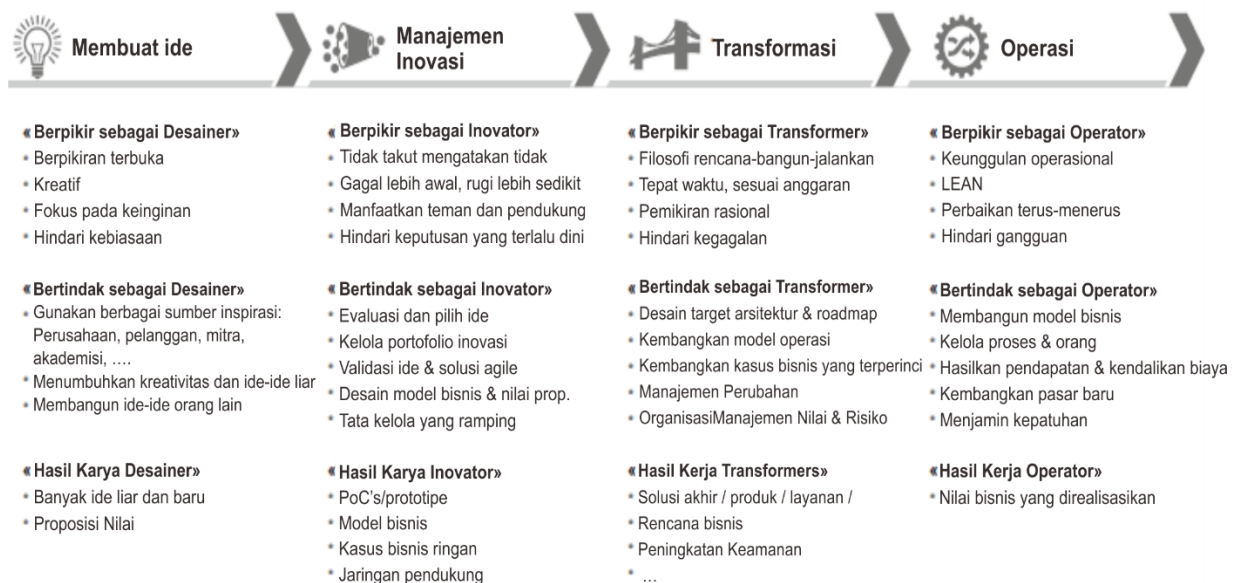 Membuat ide
Manajemen
Inovasi
Transformasi
Operasi
«Berpikir sebagai Desainer»
Berpikiran terbuka
Kreatif
Fokus pada keinginan
Hindari kebiasaan
«Bertindak sebagai Desainer»
Gunakan berbagai sumber inspirasi:
Perusahaan, pelanggan, mitra,
akademisi, ….
Menumbuhkan kreativitas dan ide-ide liar
Membangun ide-ide orang lain
«Hasil Karya Desainer»
Banyak ide liar dan baru
Proposisi Nilai
«Berpikir sebagai Inovator»
Tidak takut mengatakan tidak
Gagal lebih awal, rugi lebih sedikit
Manfaatkan teman dan pendukung
Hindari keputusan yang terlalu dini
«Bertindak sebagai Inovator»
Evaluasi dan pilih ide
Kelola portofolio inovasi
Validasi ide & solusi agile
Desain model bisnis & nilai prop.
Tata kelola yang ramping
«Hasil Karya Inovator»
PoC's/prototipe
Model bisnis
Kasus bisnis ringan
Jaringan pendukung
«Berpikir sebagai Transformer»
Filosofi rencana-bangun-jalankan
Tepat waktu, sesuai anggaran
Pemikiran rasional
Hindari kegagalan
«Bertindak sebagai Transformer»
Desain target arsitektur & roadmap
Kembangkan model operasi
Kembangkan kasus bisnis yang terperinci
Manajemen Perubahan
OrganisasiManajemen Nilai & Risiko
«Hasil Kerja Transformers»
Solusi akhir / produk / layanan /
Rencana bisnis
Peningkatan Keamanan
…
«Berpikir sebagai Operator»
Keunggulan operasional
LEAN
Perbaikan terus-menerus
Hindari gangguan
«Bertindak sebagai Operator»
Membangun model bisnis
Kelola proses & orang
Hasilkan pendapatan & kendalikan biaya
Kembangkan pasar baru
Menjamin kepatuhan
«Hasil Kerja Operator»
Nilai bisnis yang direalisasikan